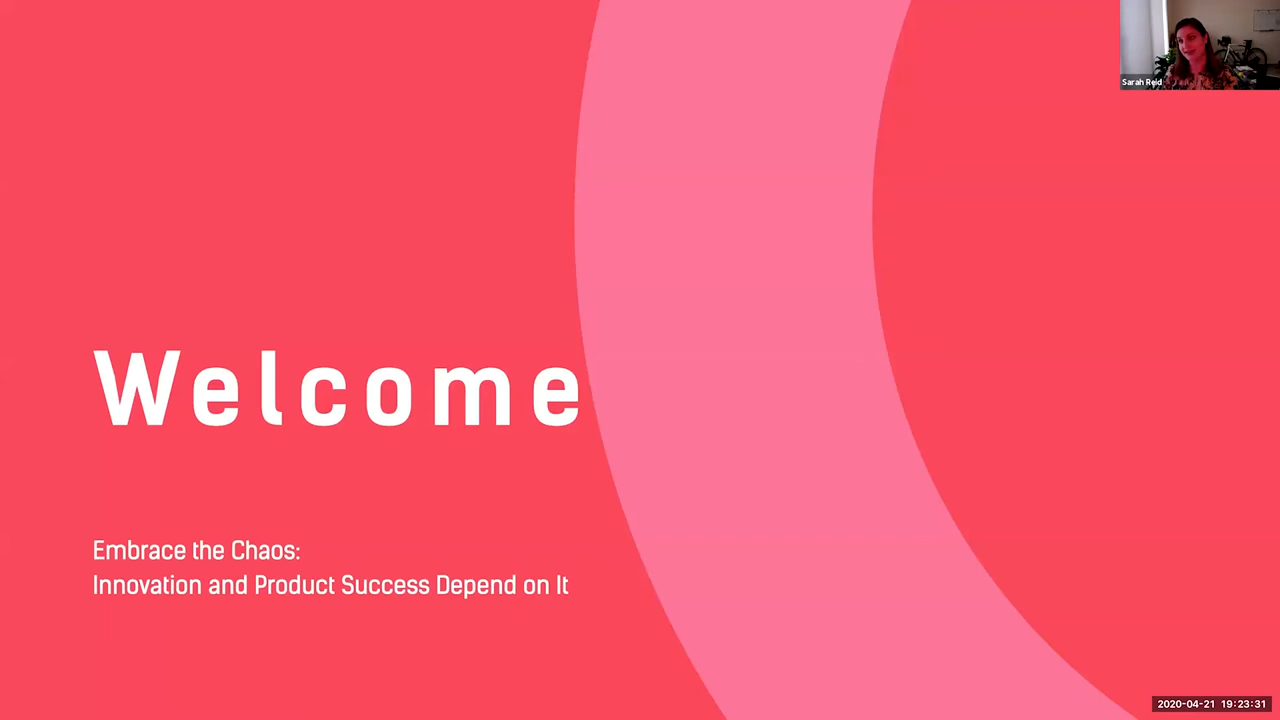 Sarah Reid
Welcome
Embrace the Chaos:
Innovation and Product Success Depend on It
2020-04-21 19:23:31